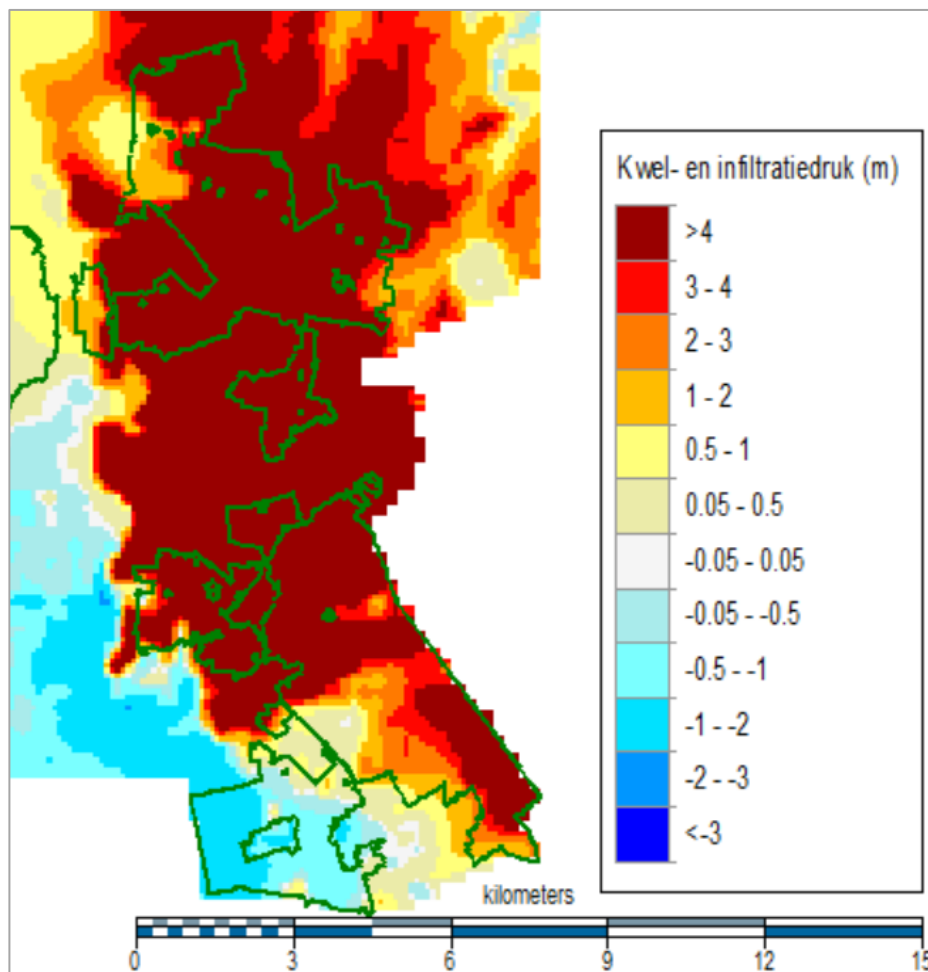 Kwel- en infiltratiedruk (m)
>4
3 - 4
2 - 3
1 - 2
0.5 - 1
0.05 - 0.5
-0.05 - 0.05
-0.05 - -0.5
-0.5 - -1
-1 - -2
-2 - -3
<-3
kilometers
0 3 6 9 12 15